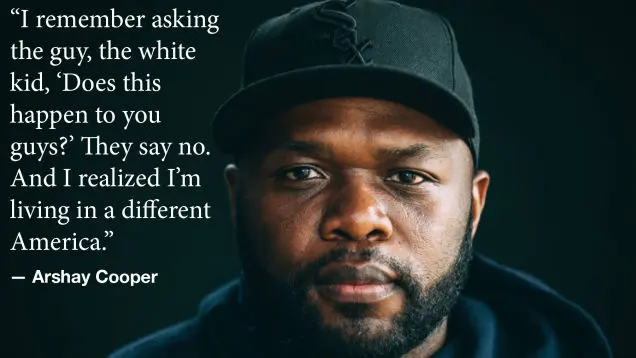 “I remember asking
the guy, the white
kid, ‘Does this
happen to you
guys?’ They say no.
And I realized I’m
living in a different
America.”
— Arshay Cooper
Sox